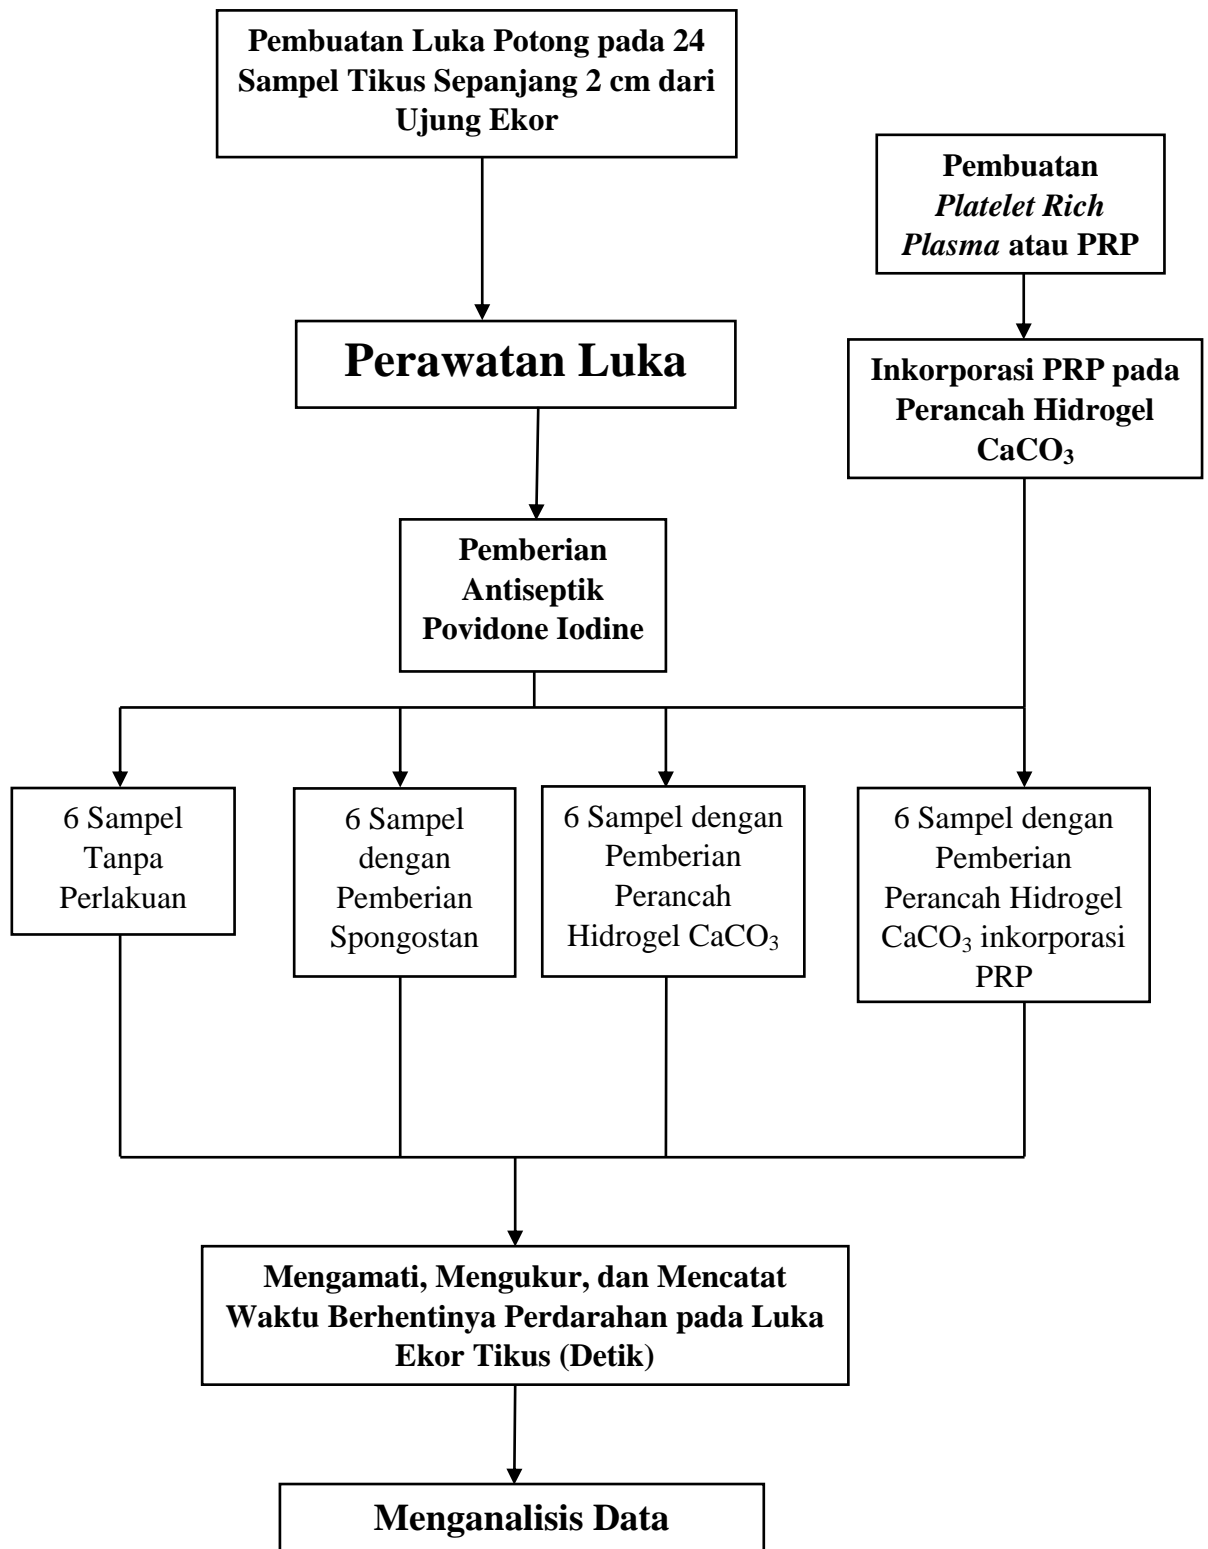 Pembuatan Luka Potong pada 24
Sampel Tikus Sepanjang 2 cm dari
Ujung Ekor
Pembuatan
Platelet Rich
Plasma atau PRP
Perawatan Luka
Inkorporasi PRP pada
Perancah Hidrogel
CaCO₃
Pemberian
Antiseptik
Povidone Iodine
6 Sampel
Tanpa
Perlakuan
6 Sampel
dengan
Pemberian
Spongostan
6 Sampel dengan
Pemberian
Perancah
Hidrogel CaCO₃
6 Sampel dengan
Pemberian
Perancah Hidrogel
CaCO₃ inkorporasi
PRP
Mengamati, Mengukur, dan Mencatat
Waktu Berhentinya Perdarahan pada Luka
Ekor Tikus (Detik)
Menganalisis Data